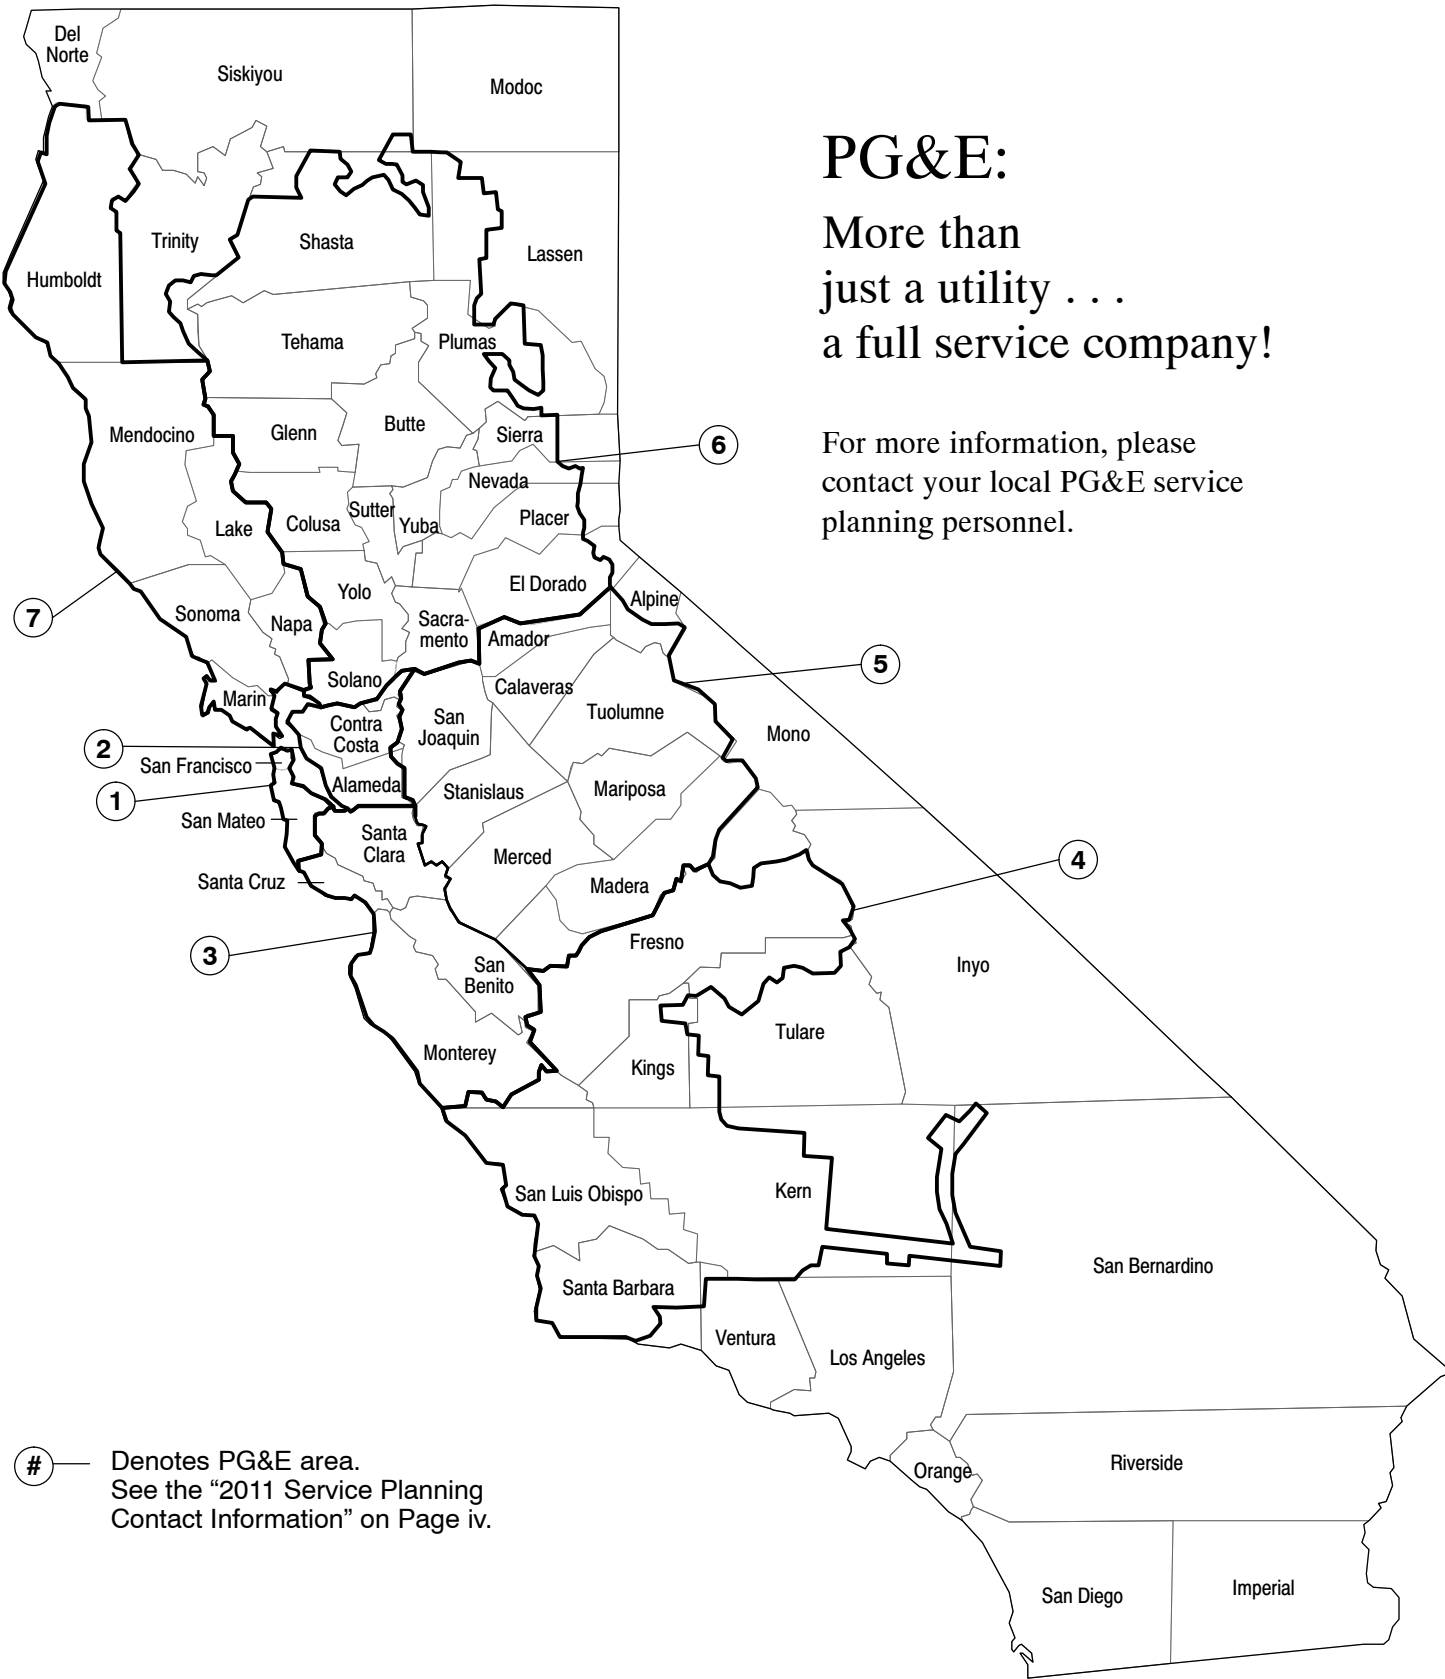 Del
Norte
Siskiyou
Modoc
PG&E:
More than
just a utility . . .
a full service company!
For more information, please
contact your local PG&E service
planning personnel.
Trinity
Shasta
Lassen
Humboldt
Tehama
Plumas
Mendocino
Glenn
Butte
Sierra
6
Nevada
Lake
Colusa
Sutter
Yuba
Placer
7
Sonoma
Napa
Yolo
El Dorado
Alpine
Sacra-
mento
Amador
5
Marin
Solano
Calaveras
Contra
Costa
San
Joaquin
Tuolumne
Mono
2
San Francisco
1
Alameda
Stanislaus
Mariposa
San Mateo
Santa
Clara
Merced
4
Santa Cruz
Madera
3
Fresno
San
Benito
Inyo
Monterey
Kings
Tulare
San Luis Obispo
Kern
Santa Barbara
San Bernardino
Ventura
Los Angeles
Orange
Riverside
San Diego
Imperial
#
Denotes PG&E area.
See the “2011 Service Planning
Contact Information” on Page iv.